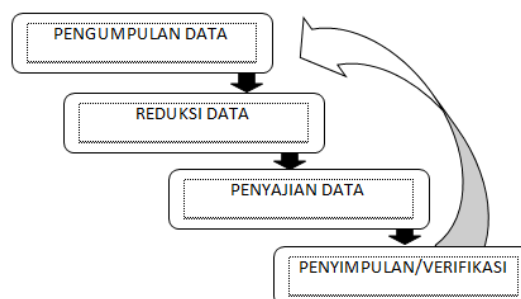 PENGUMPULAN DATA
REDUKSI DATA
PENYAJIAN DATA
PENYIMPULAN/VERIFIKASI